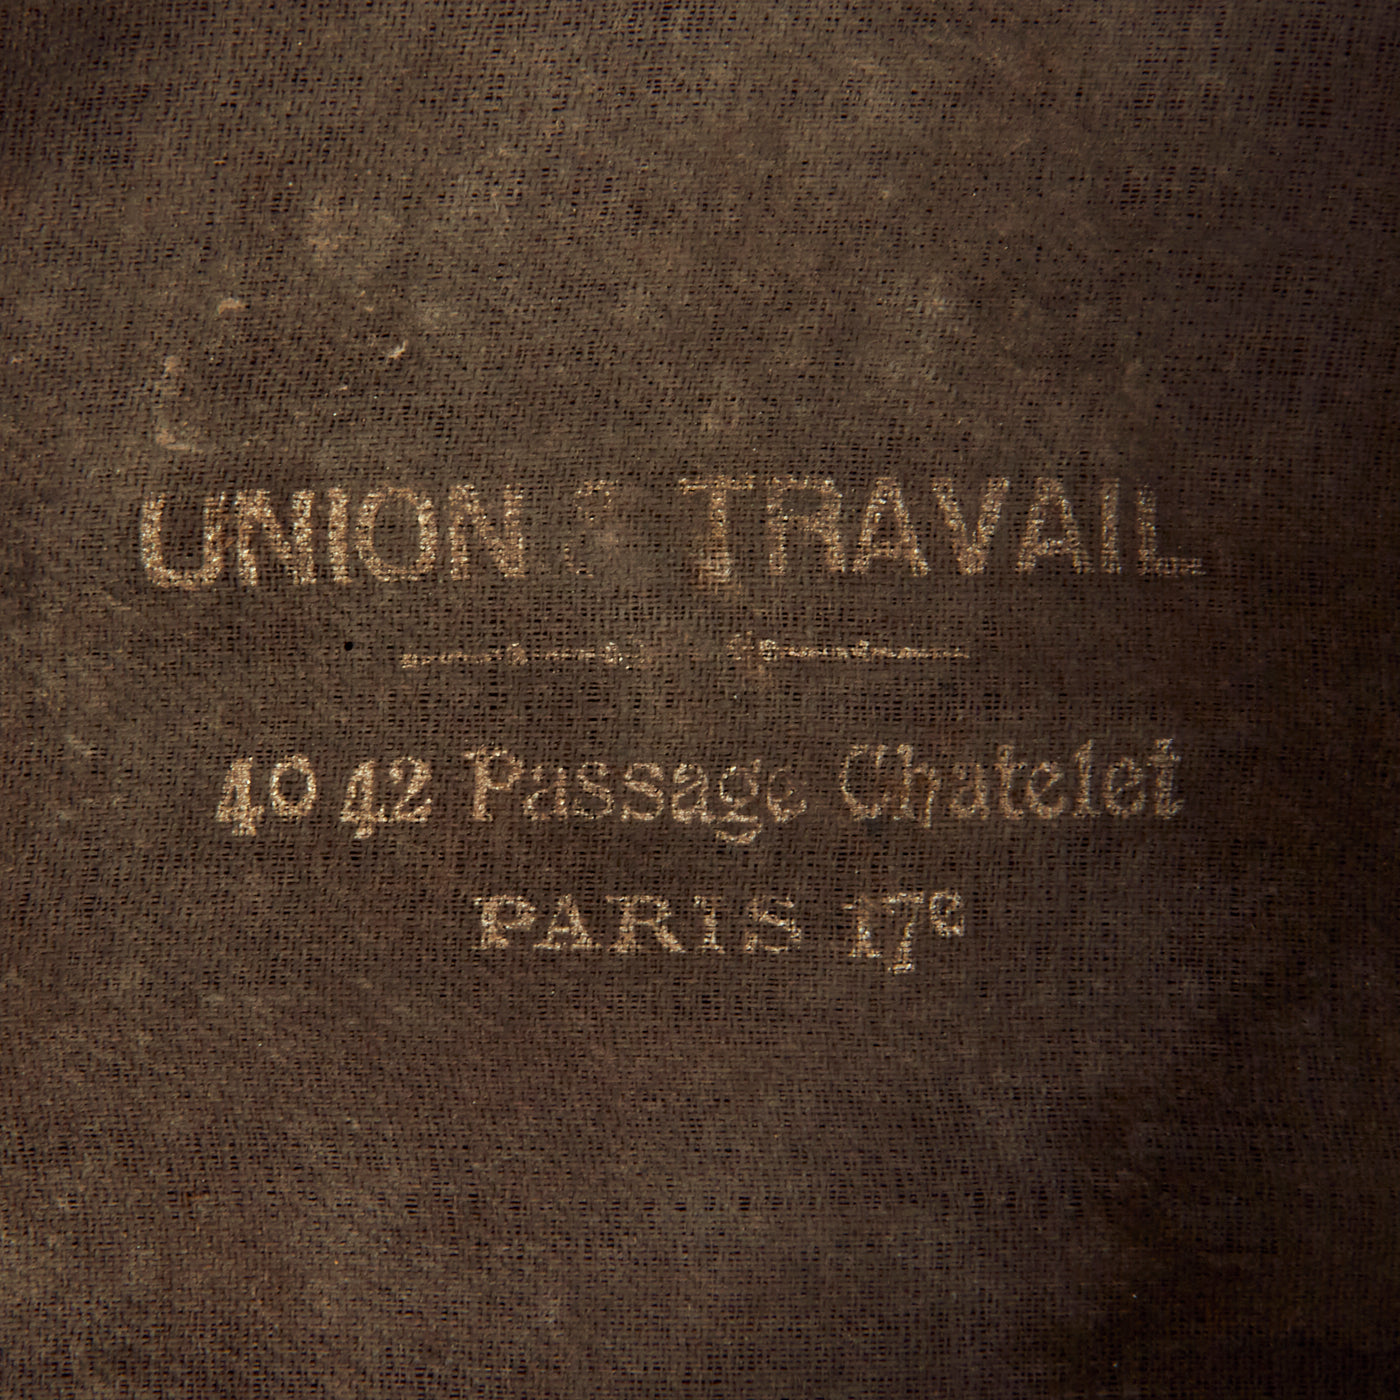 UNION & TRAVAIL
40 42 Passage Chatelet
PARIS 17e